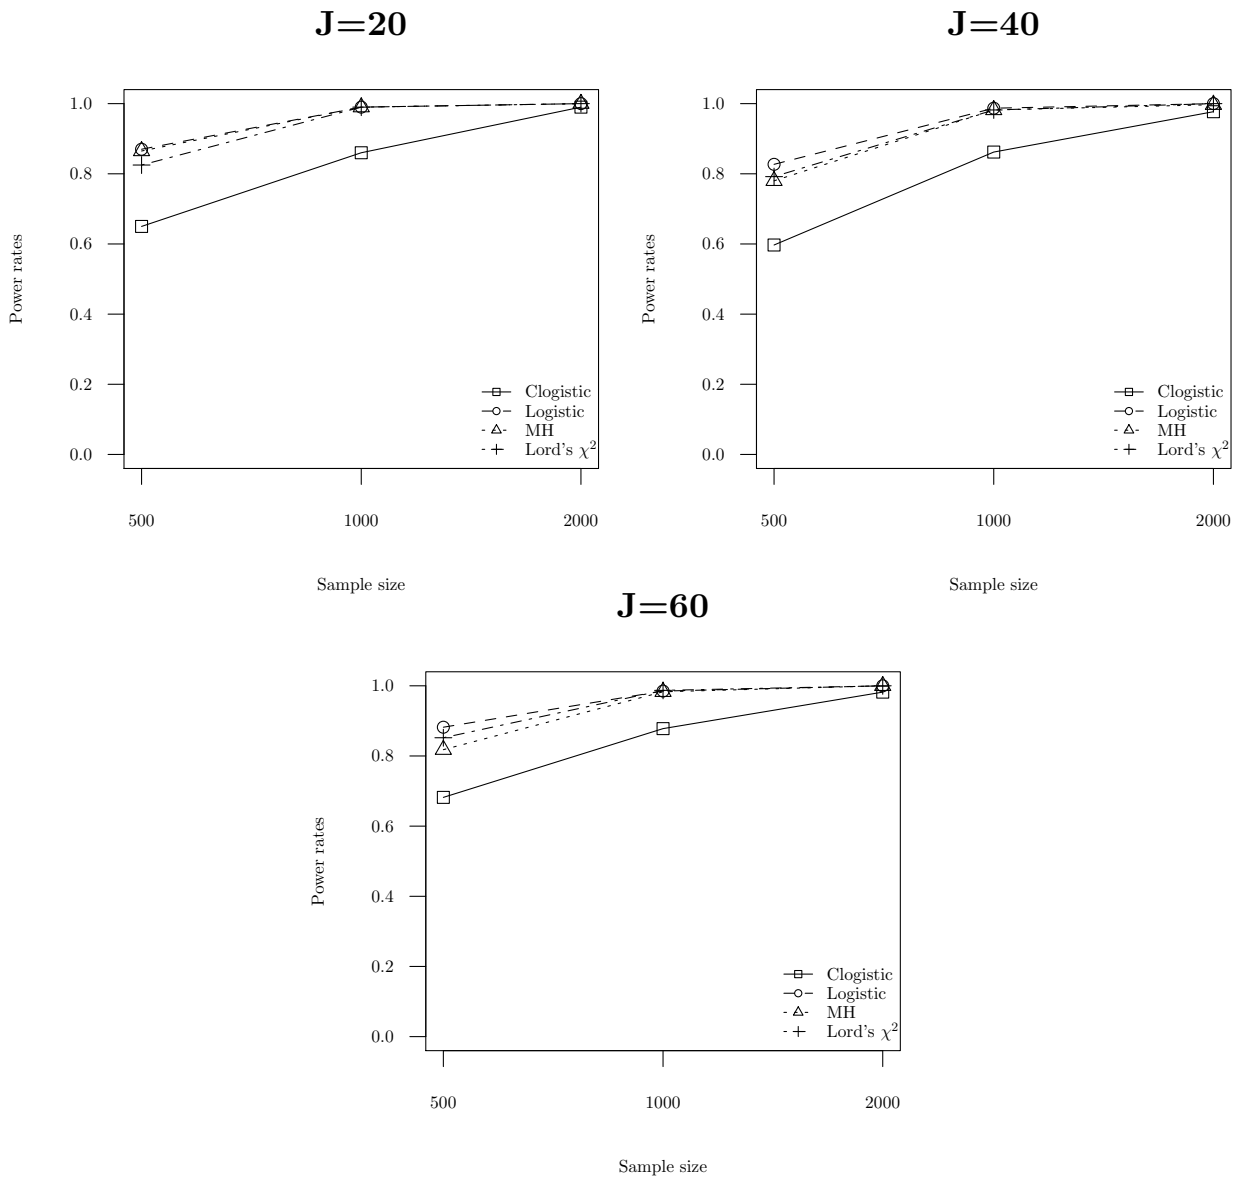 J=20
Power rates
1.0
0.8
0.6
0.4
0.2
0.0
Clogistic
Logistic
MH
Lord's χ²
500 1000 2000
Sample size
J=40
Power rates
1.0
0.8
0.6
0.4
0.2
0.0
Clogistic
Logistic
MH
Lord's χ²
500 1000 2000
Sample size
J=60
Power rates
1.0
0.8
0.6
0.4
0.2
0.0
Clogistic
Logistic
MH
Lord's χ²
500 1000 2000
Sample size